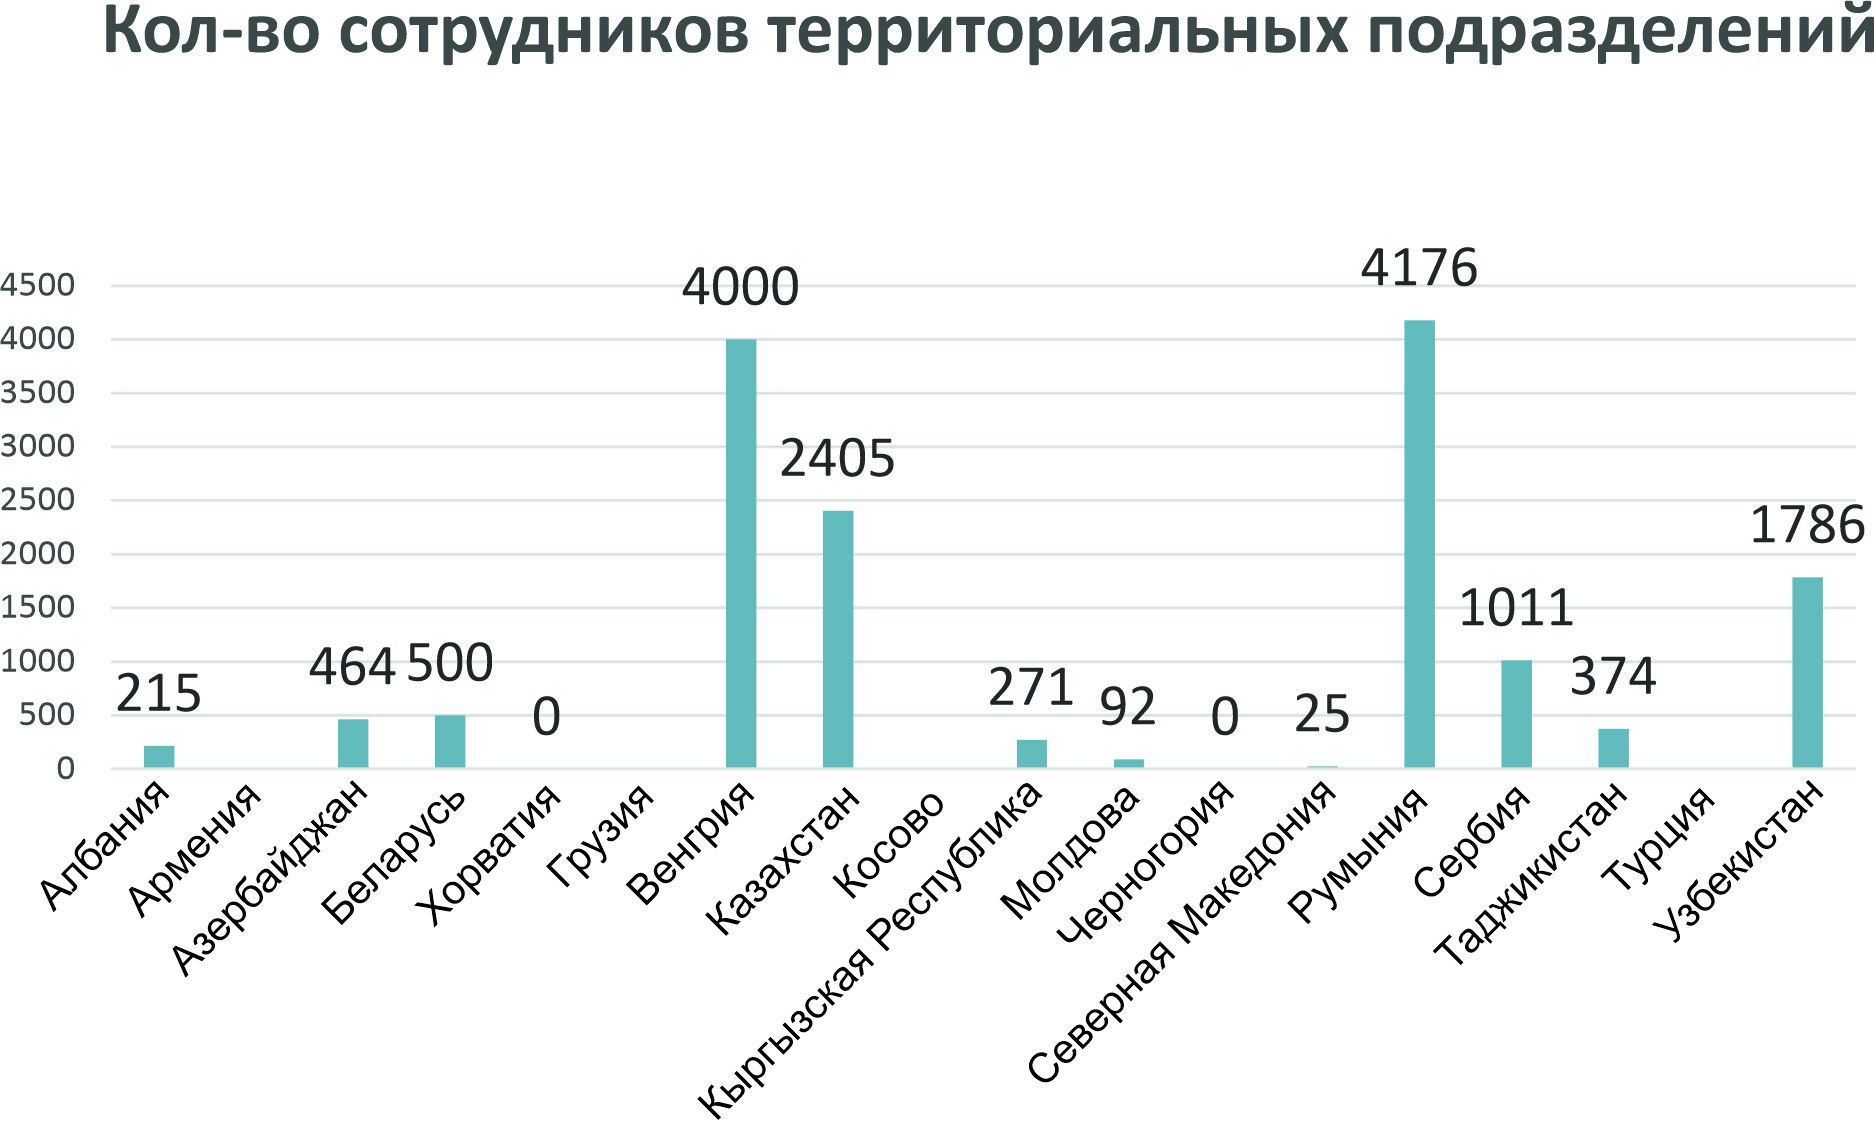 Кол-во сотрудников территориальных подразделений
4500
4000
3500
3000
2500
2000
1500
1000
500
0
215
464
500
0
4000
2405
271
92
0
25
4176
1011
374
1786
Албания
Армения
Азербайджан
Беларусь
Хорватия
Грузия
Венгрия
Казахстан
Косово
Кыргызская Республика
Молдова
Черногория
Северная Македония
Румыния
Сербия
Таджикистан
Турция
Узбекистан